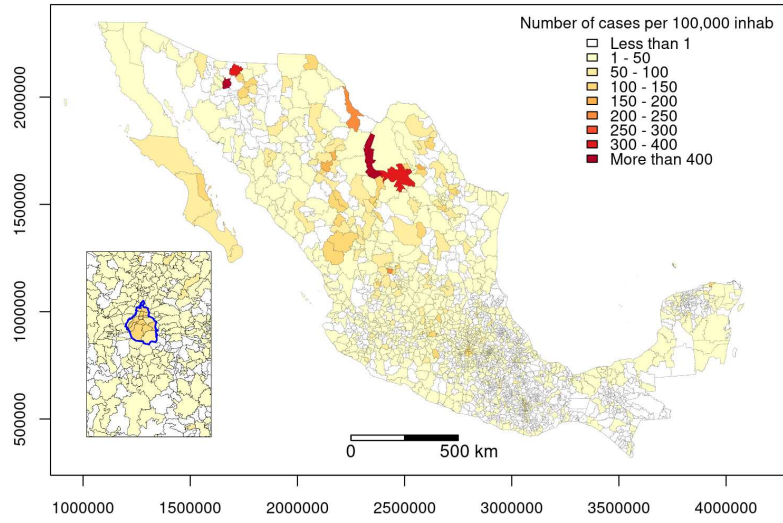 Number of cases per 100,000 inhab
Less than 1
1 - 50
50 - 100
100 - 150
150 - 200
200 - 250
250 - 300
300 - 400
More than 400
2000000
1500000
1000000
500000
0 500 km
1000000 1500000 2000000 2500000 3000000 3500000 4000000